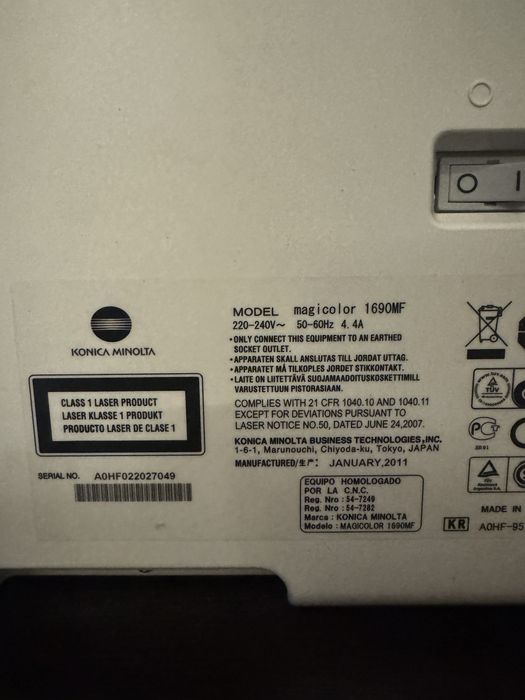 KONICA MINOLTA
CLASS 1 LASER PRODUCT
LASER KLASSE 1 PRODUKT
PRODUCTO LASER DE CLASE 1
SERIAL NO. A0HF022027049
MODEL magicolor 1690MF
220-240V~ 50-60Hz 4.4A
•ONLY CONNECT THIS EQUIPMENT TO AN EARTHED
SOCKET OUTLET.
•APPARATEN SKALL ANSLUTAS TILL JORDAT UTTAG.
•APPARATET MÅ TILKOPLES JORDET STIKKONTAKT.
•LAITE ON LIITETTÄVÄ SUOJAMAADOITUSKOSKETTIMILL
VARUSTETTUUN PISTORASIAAN.
COMPLIES WITH 21 CFR 1040.10 AND 1040.11
EXCEPT FOR DEVIATIONS PURSUANT TO
LASER NOTICE NO.50, DATED JUNE 24,2007.
KONICA MINOLTA BUSINESS TECHNOLOGIES,INC.
1-6-1, Marunouchi, Chiyoda-ku, Tokyo, JAPAN
MANUFACTURED/生产: JANUARY,2011
EQUIPO HOMOLOGADO
POR LA C.N.C.
Reg. Nro : 54-7249
Reg. Nro : 54-7282
Marca : KONICA MINOLTA
Modelo : MAGICOLOR 1690MF
O I
TÜV
TÜV
MADE IN
KR A0HF-95